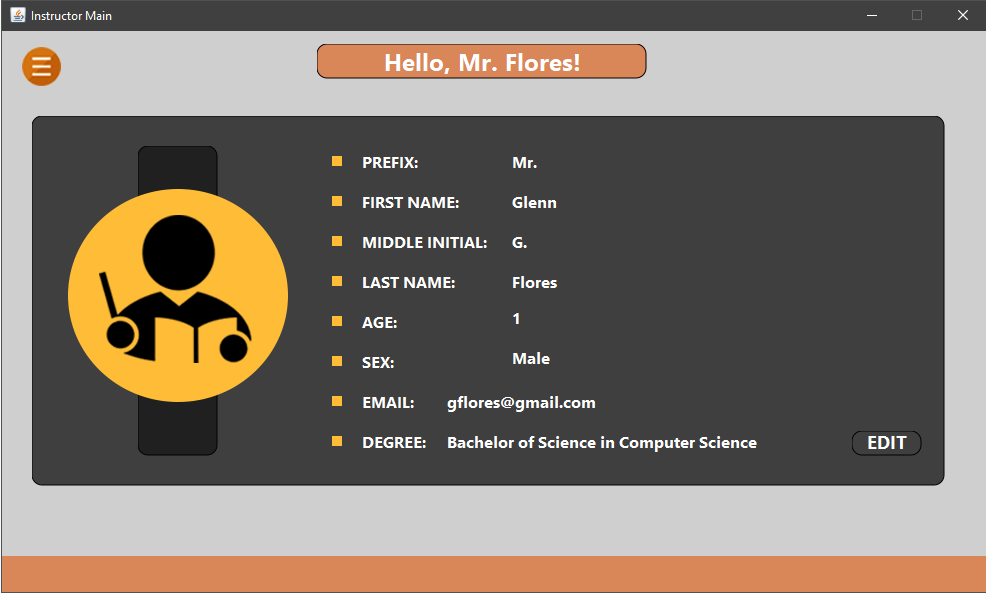 Instructor Main
Hello, Mr. Flores!
PREFIX: Mr.
FIRST NAME: Glenn
MIDDLE INITIAL: G.
LAST NAME: Flores
AGE: 1
SEX: Male
EMAIL: gflores@gmail.com
DEGREE: Bachelor of Science in Computer Science
EDIT